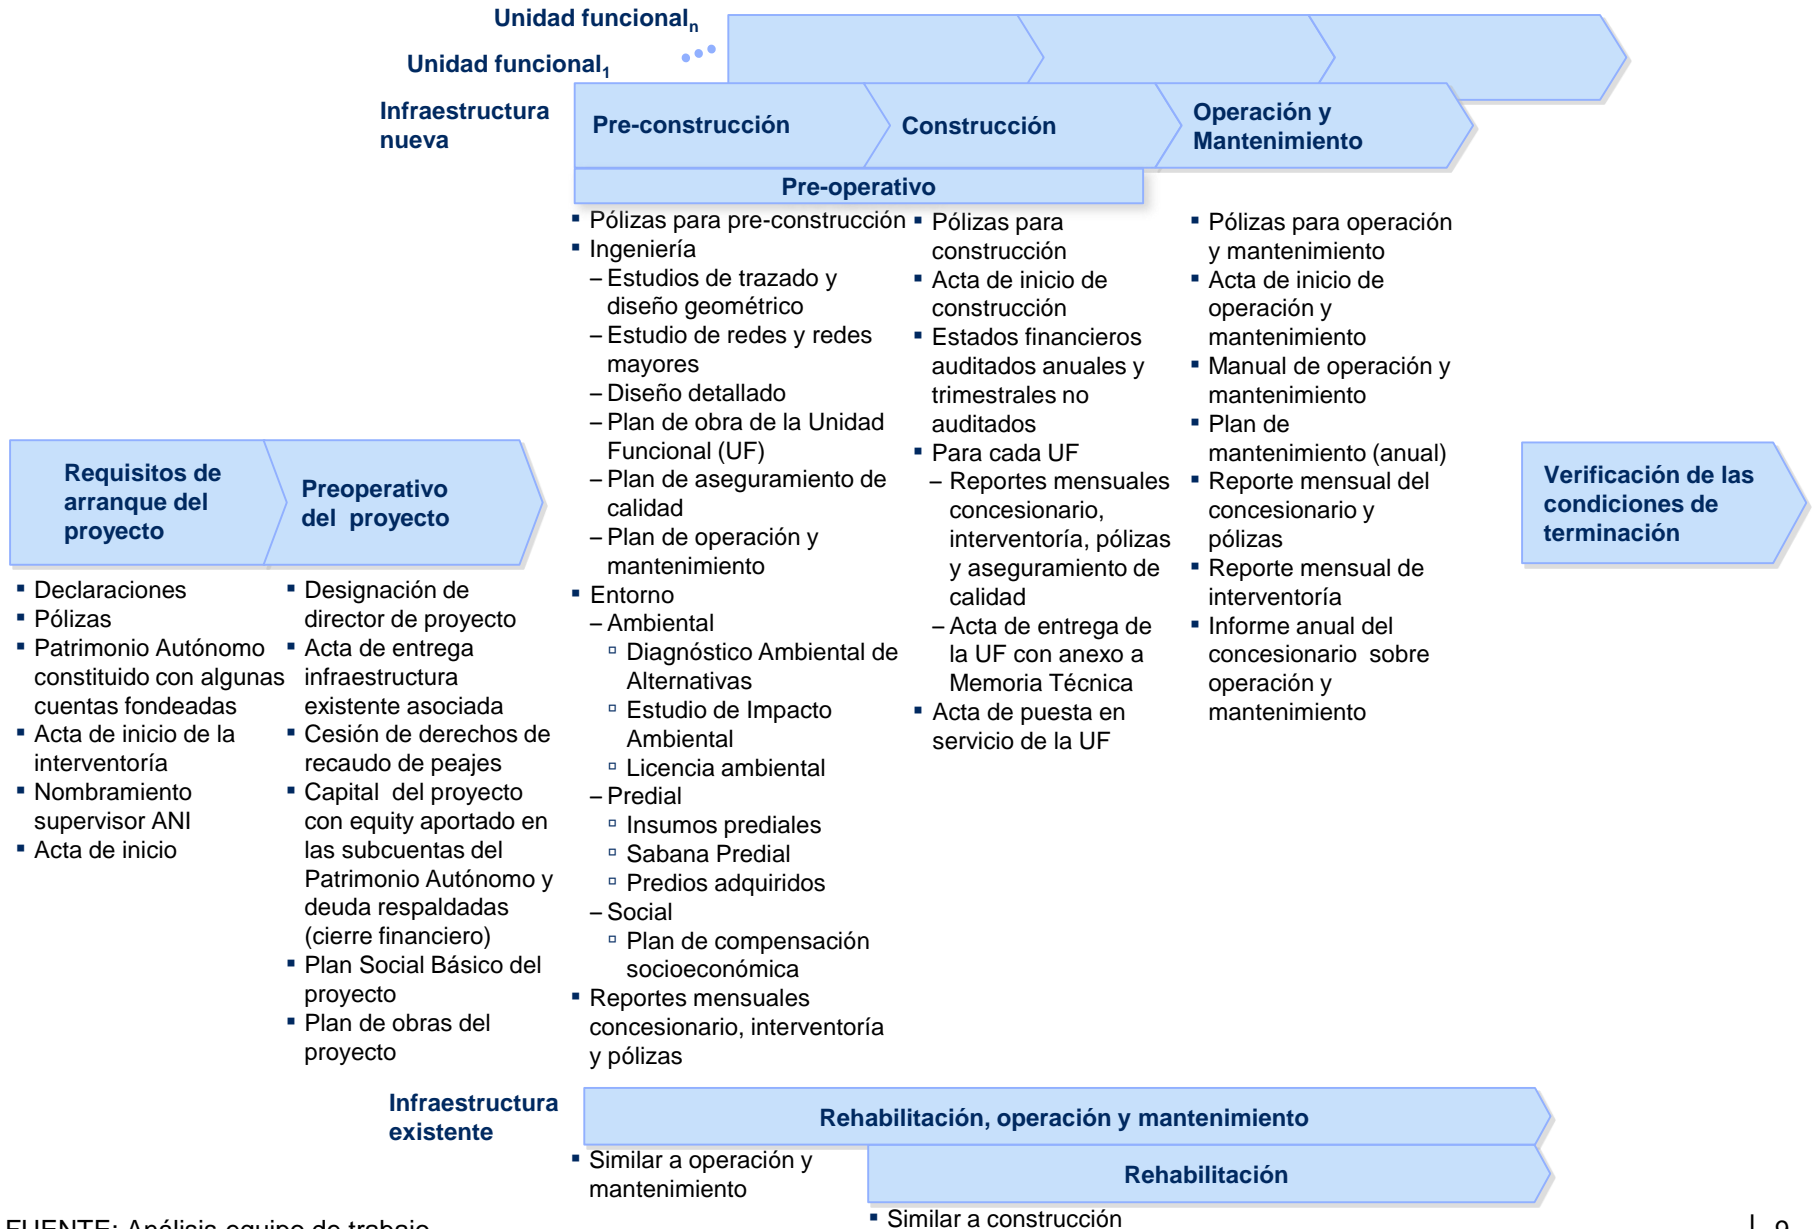 Unidad funcionalₙ
Unidad funcional₁
Infraestructura
nueva
Pre-construcción
Construcción
Operación y
Mantenimiento
Pre-operativo
▪ Pólizas para pre-construcción
▪ Ingeniería
– Estudios de trazado y
diseño geométrico
– Estudio de redes y redes
mayores
– Diseño detallado
– Plan de obra de la Unidad
Funcional (UF)
– Plan de aseguramiento de
calidad
– Plan de operación y
mantenimiento
▪ Entorno
– Ambiental
▫ Diagnóstico Ambiental de
Alternativas
▫ Estudio de Impacto
Ambiental
▫ Licencia ambiental
– Predial
▫ Insumos prediales
▫ Sabana Predial
▫ Predios adquiridos
– Social
▫ Plan de compensación
socioeconómica
▪ Reportes mensuales
concesionario, interventoría
y pólizas
▪ Pólizas para
construcción
▪ Acta de inicio de
construcción
▪ Estados financieros
auditados anuales y
trimestrales no
auditados
▪ Para cada UF
– Reportes mensuales
concesionario,
interventoría, pólizas
y aseguramiento de
calidad
– Acta de entrega de
la UF con anexo a
Memoria Técnica
▪ Acta de puesta en
servicio de la UF
▪ Pólizas para operación
y mantenimiento
▪ Acta de inicio de
operación y
mantenimiento
▪ Manual de operación y
mantenimiento
▪ Plan de
mantenimiento (anual)
▪ Reporte mensual del
concesionario y
pólizas
▪ Reporte mensual de
interventoría
▪ Informe anual del
concesionario sobre
operación y
mantenimiento
Requisitos de
arranque del
proyecto
▪ Declaraciones
▪ Pólizas
▪ Patrimonio Autónomo
constituido con algunas
cuentas fondeadas
▪ Acta de inicio de la
interventoría
▪ Nombramiento
supervisor ANI
▪ Acta de inicio
Preoperativo
del proyecto
▪ Designación de
director de proyecto
▪ Acta de entrega
infraestructura
existente asociada
▪ Cesión de derechos de
recaudo de peajes
▪ Capital del proyecto
con equity aportado en
las subcuentas del
Patrimonio Autónomo y
deuda respaldadas
(cierre financiero)
▪ Plan Social Básico del
proyecto
▪ Plan de obras del
proyecto
Verificación de las
condiciones de
terminación
Infraestructura
existente
Rehabilitación, operación y mantenimiento
▪ Similar a operación y
mantenimiento
Rehabilitación
▪ Similar a construcción
FUENTE: Análisis equipo de trabajo